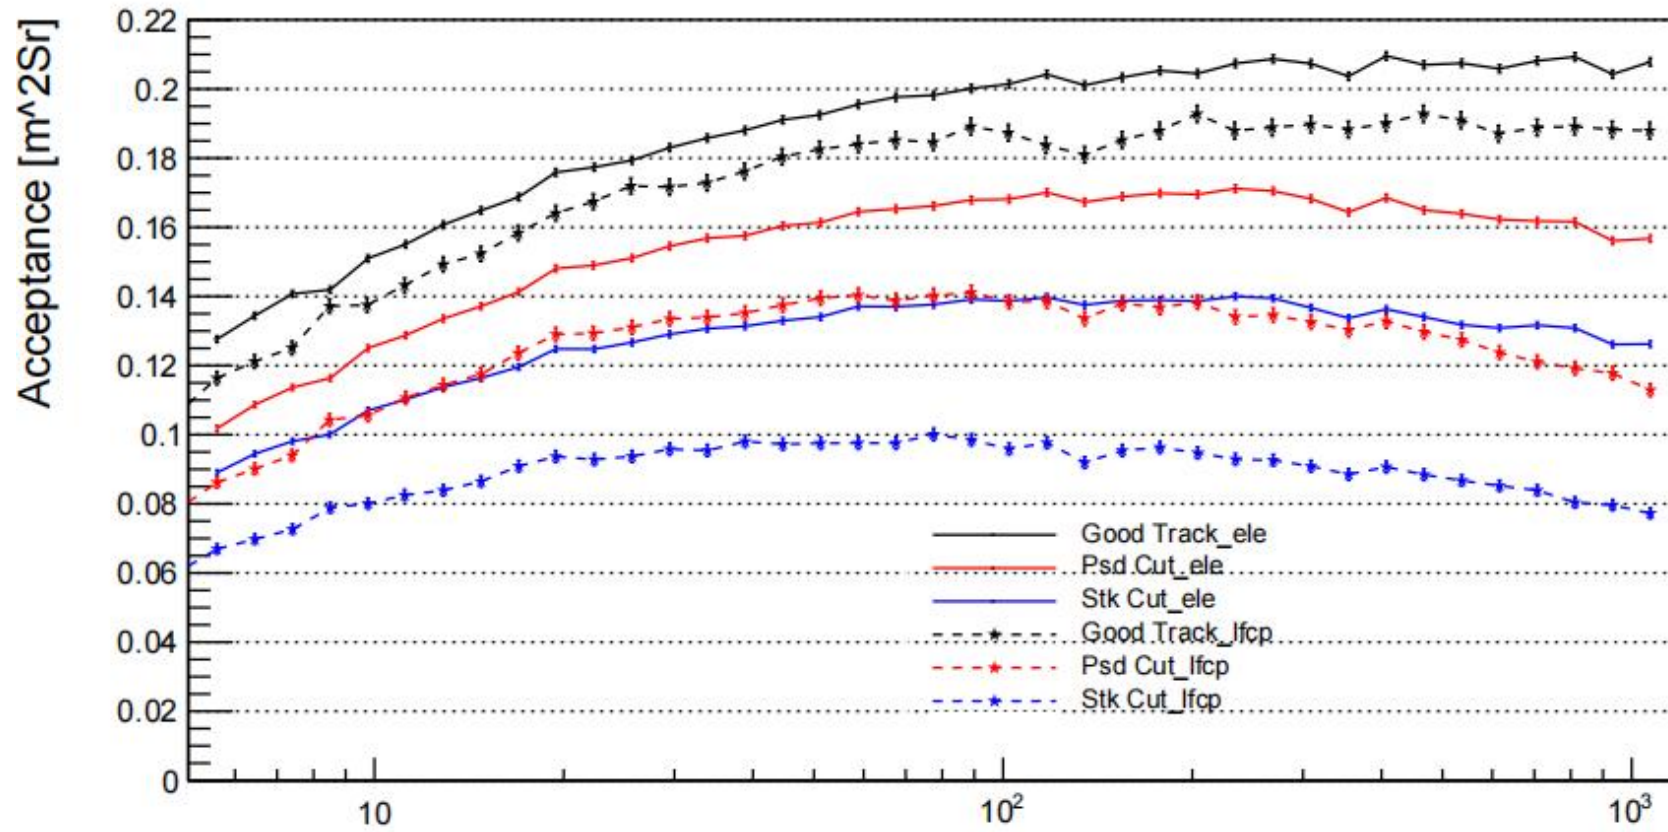 Acceptance [m^2Sr]
0.22
0.2
0.18
0.16
0.14
0.12
0.1
0.08
0.06
0.04
0.02
0
10
10²
10³
Good Track_ele
Psd Cut_ele
Stk Cut_ele
Good Track_lfcp
Psd Cut_lfcp
Stk Cut_lfcp